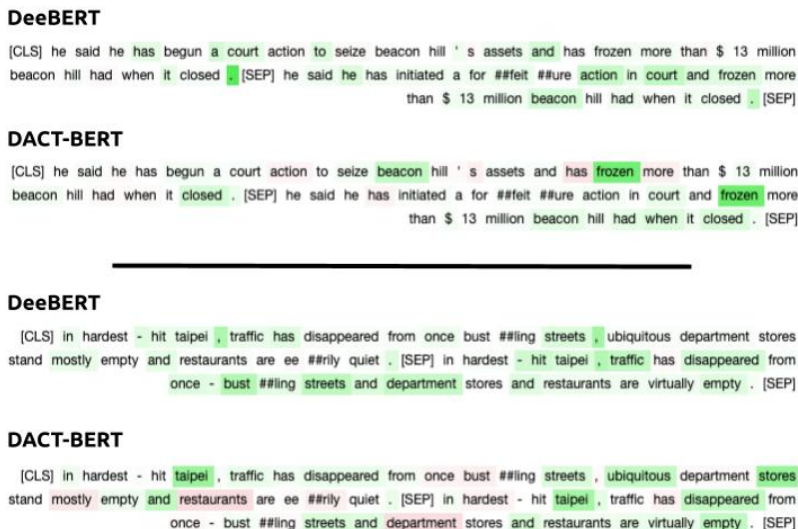 DeeBERT
[CLS] he said he has begun a court action to seize beacon hill ' s assets and has frozen more than $ 13 million
beacon hill had when it closed . [SEP] he said he has initiated a for ##feit ##ure action in court and frozen more
than $ 13 million beacon hill had when it closed . [SEP]
DACT-BERT
[CLS] he said he has begun a court action to seize beacon hill ' s assets and has frozen more than $ 13 million
beacon hill had when it closed . [SEP] he said he has initiated a for ##feit ##ure action in court and frozen more
than $ 13 million beacon hill had when it closed . [SEP]
DeeBERT
[CLS] in hardest - hit taipei , traffic has disappeared from once bust ##ling streets , ubiquitous department stores
stand mostly empty and restaurants are ee ##rily quiet . [SEP] in hardest - hit taipei , traffic has disappeared from
once - bust ##ling streets and department stores and restaurants are virtually empty . [SEP]
DACT-BERT
[CLS] in hardest - hit taipei , traffic has disappeared from once bust ##ling streets , ubiquitous department stores
stand mostly empty and restaurants are ee ##rily quiet . [SEP] in hardest - hit taipei , traffic has disappeared from
once - bust ##ling streets and department stores and restaurants are virtually empty . [SEP]